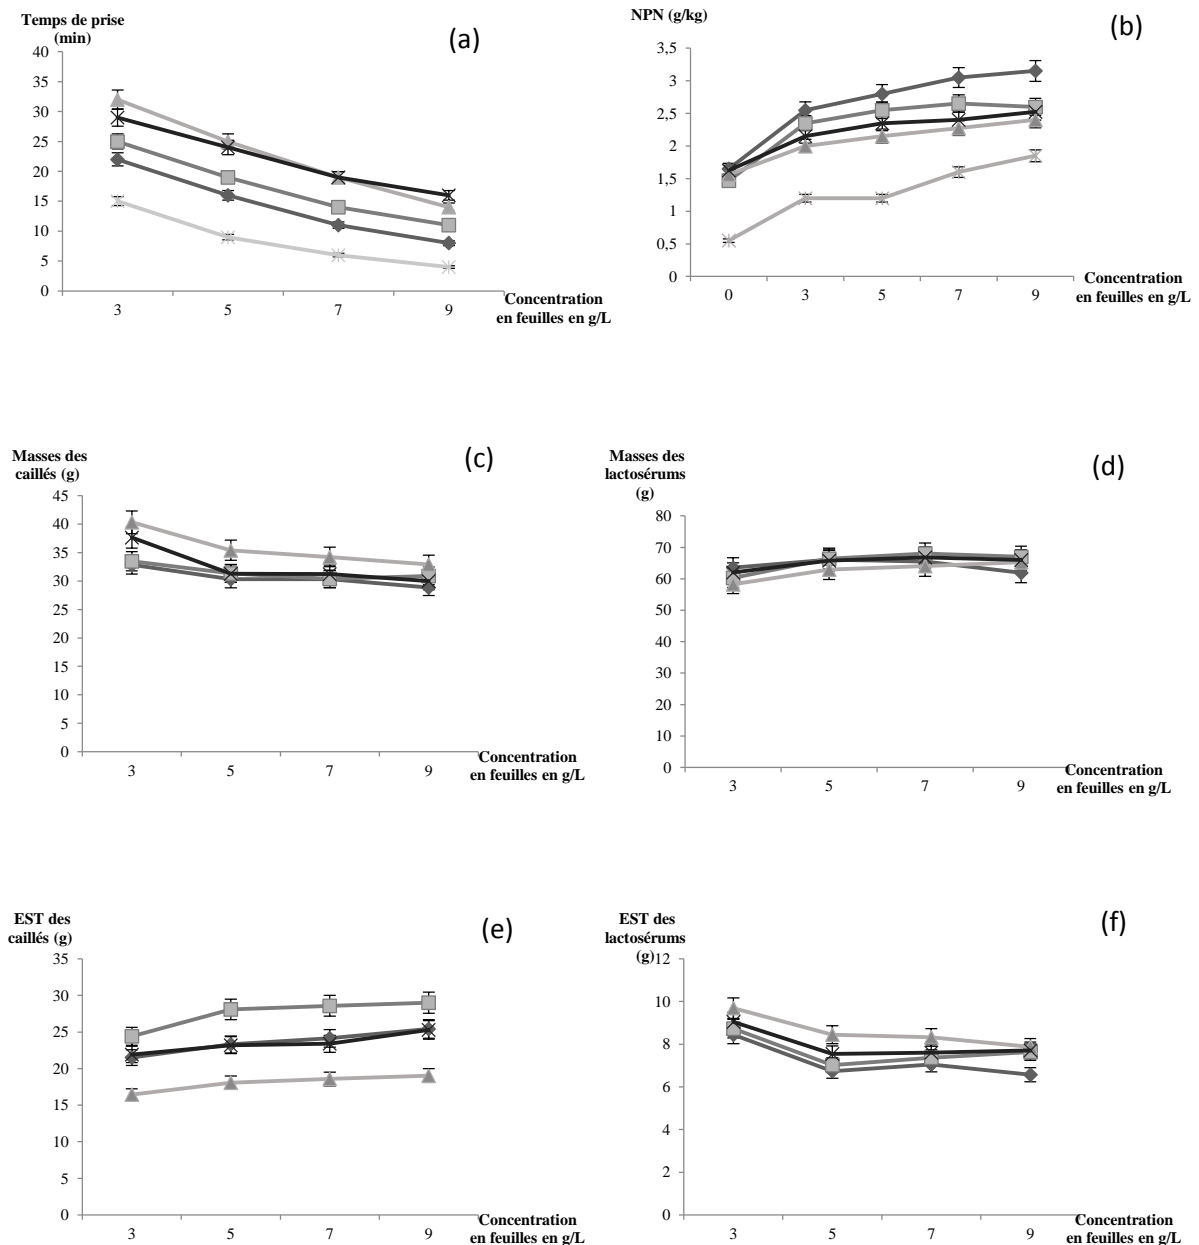 Temps de prise
(min)
(a)
40
35
30
25
20
15
10
5
0
3
5
7
9
Concentration
en feuilles en g/L
NPN (g/kg)
(b)
3,5
3
2,5
2
1,5
1
0,5
0
0
3
5
7
9
Concentration
en feuilles en g/L
Masses des
caillés (g)
(c)
45
40
35
30
25
20
15
10
5
0
3
5
7
9
Concentration
en feuilles en g/L
Masses des
lactosérums
(g)
(d)
80
70
60
50
40
30
20
10
0
3
5
7
9
Concentration
en feuilles en g/L
EST des
caillés (g)
(e)
35
30
25
20
15
10
5
0
3
5
7
9
Concentration
en feuilles en g/L
EST des
lactosérums
(g)
(f)
12
10
8
6
4
2
0
3
5
7
9
Concentration
en feuilles en g/L